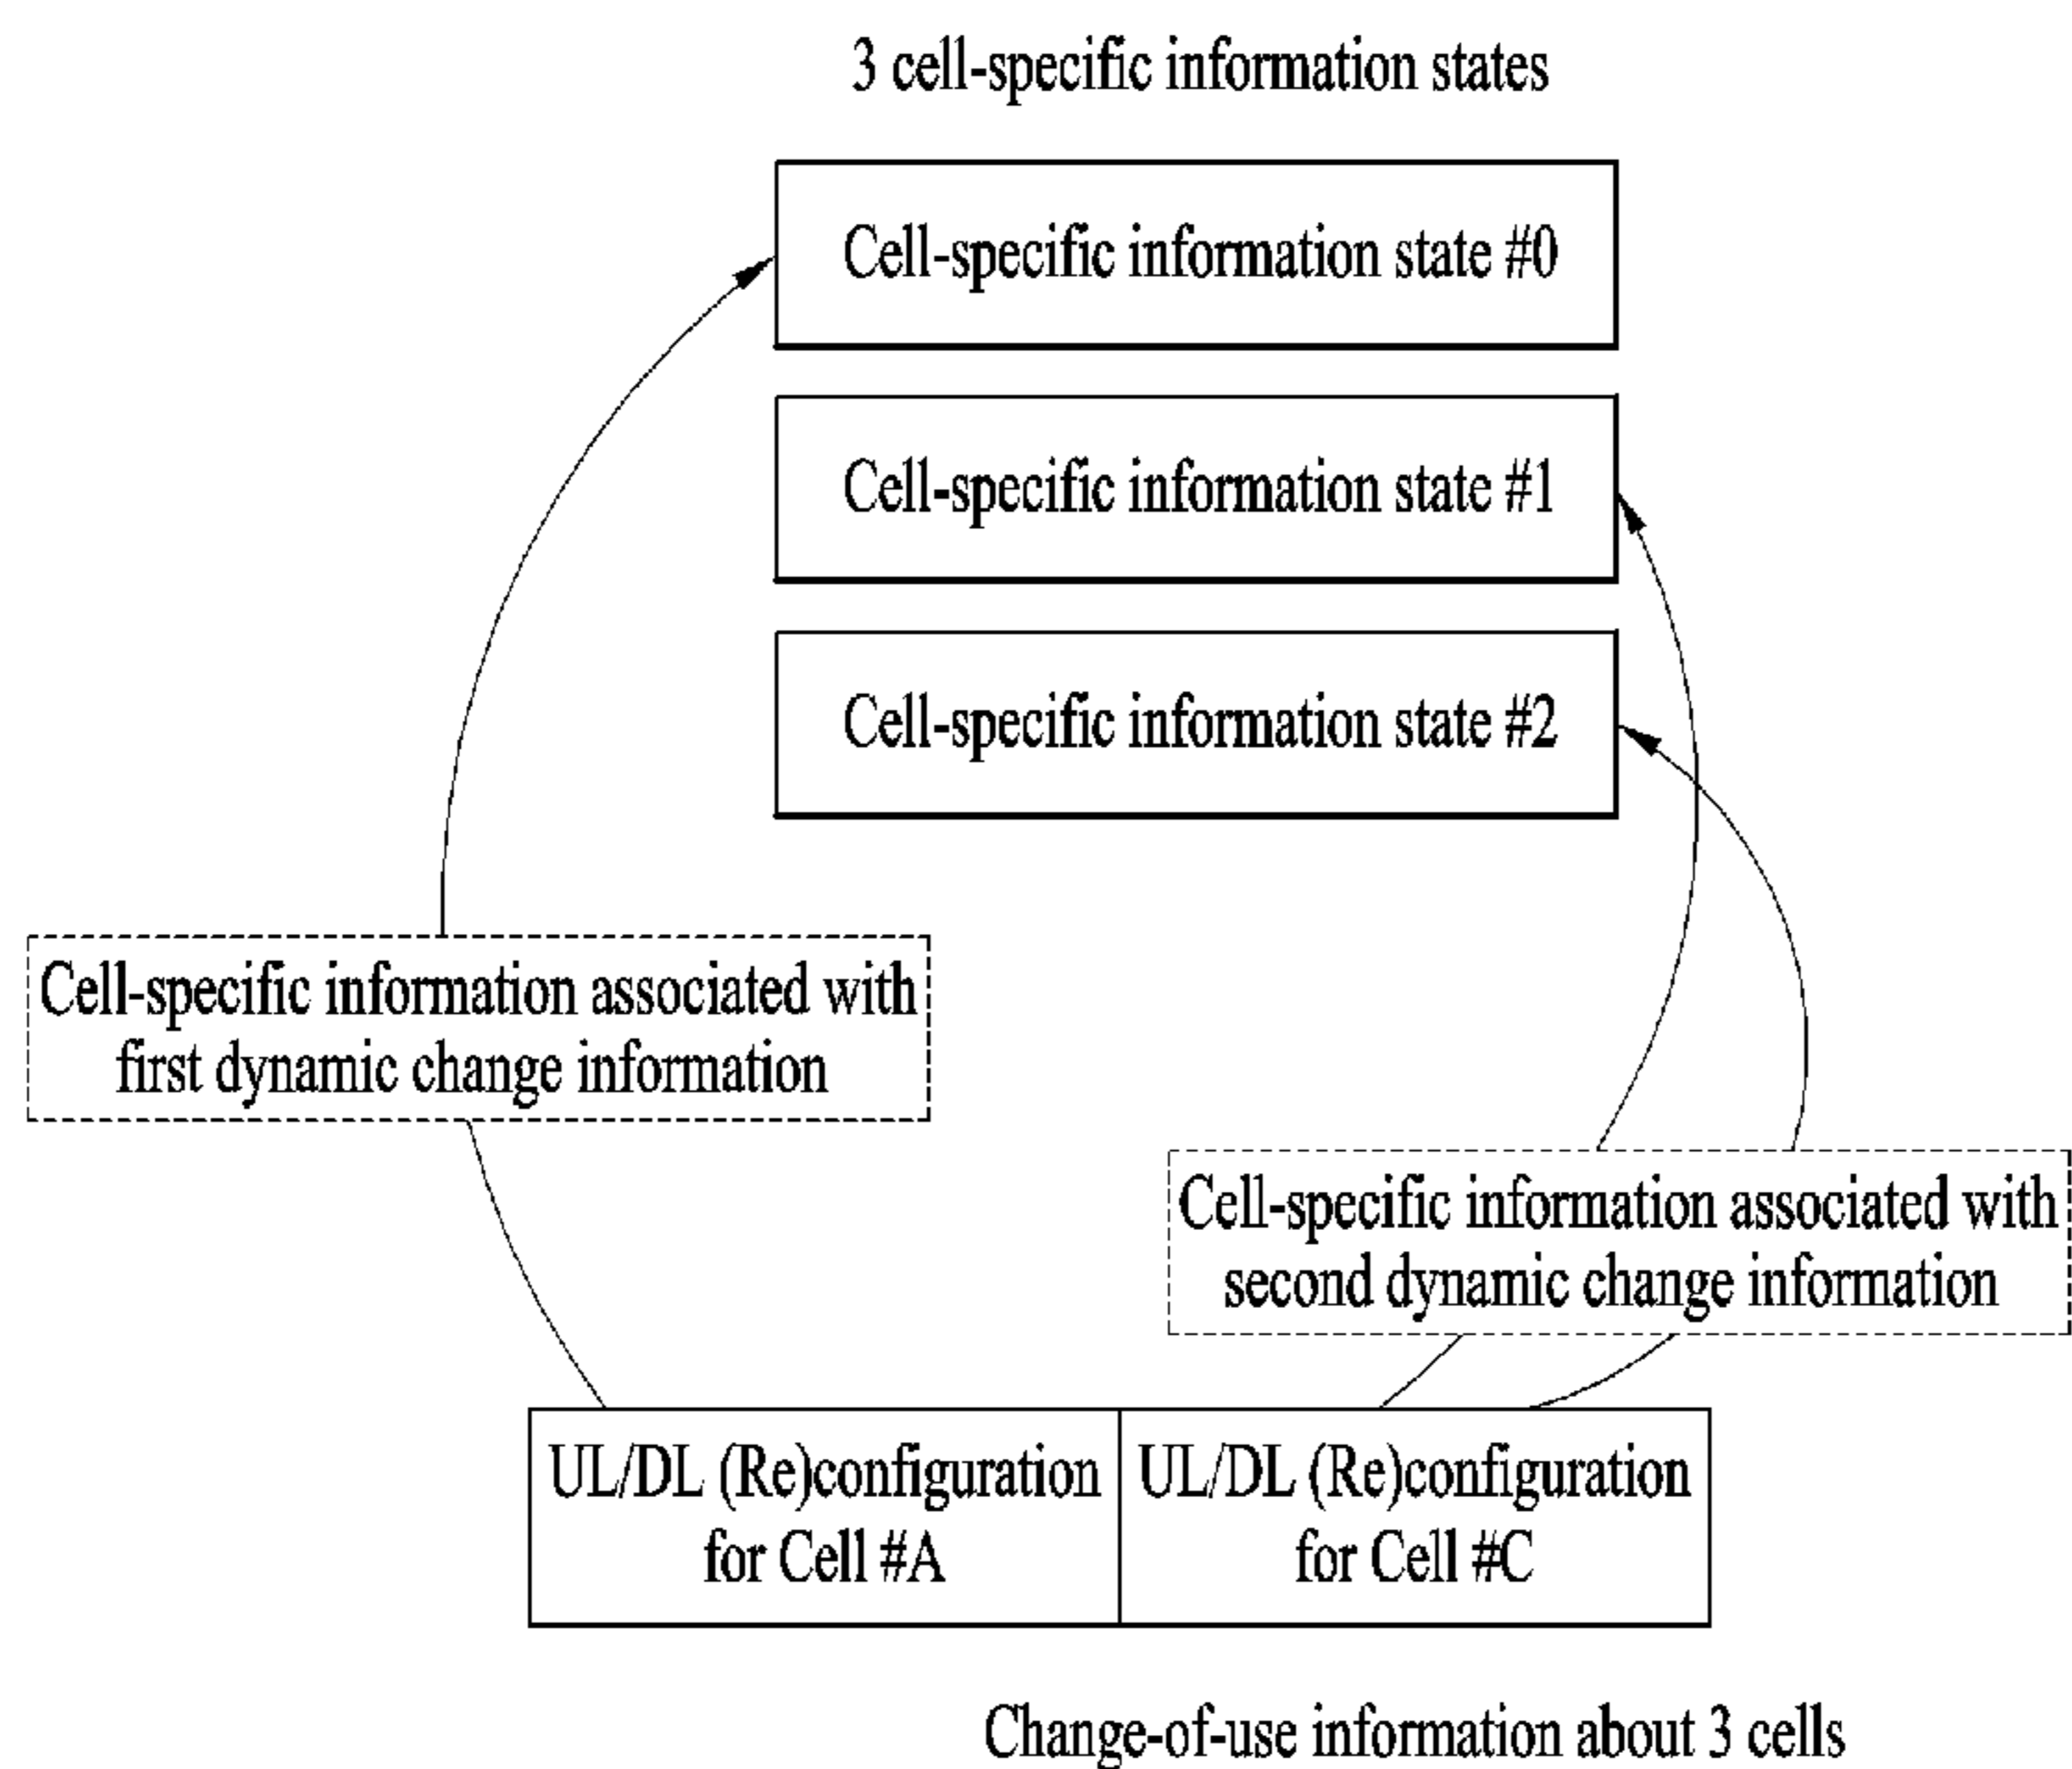 3 cell-specific information states
Cell-specific information state #0
Cell-specific information state #1
Cell-specific information state #2
Cell-specific information associated with
first dynamic change information
Cell-specific information associated with
second dynamic change information
UL/DL (Re)configuration
for Cell #A
UL/DL (Re)configuration
for Cell #C
Change-of-use information about 3 cells